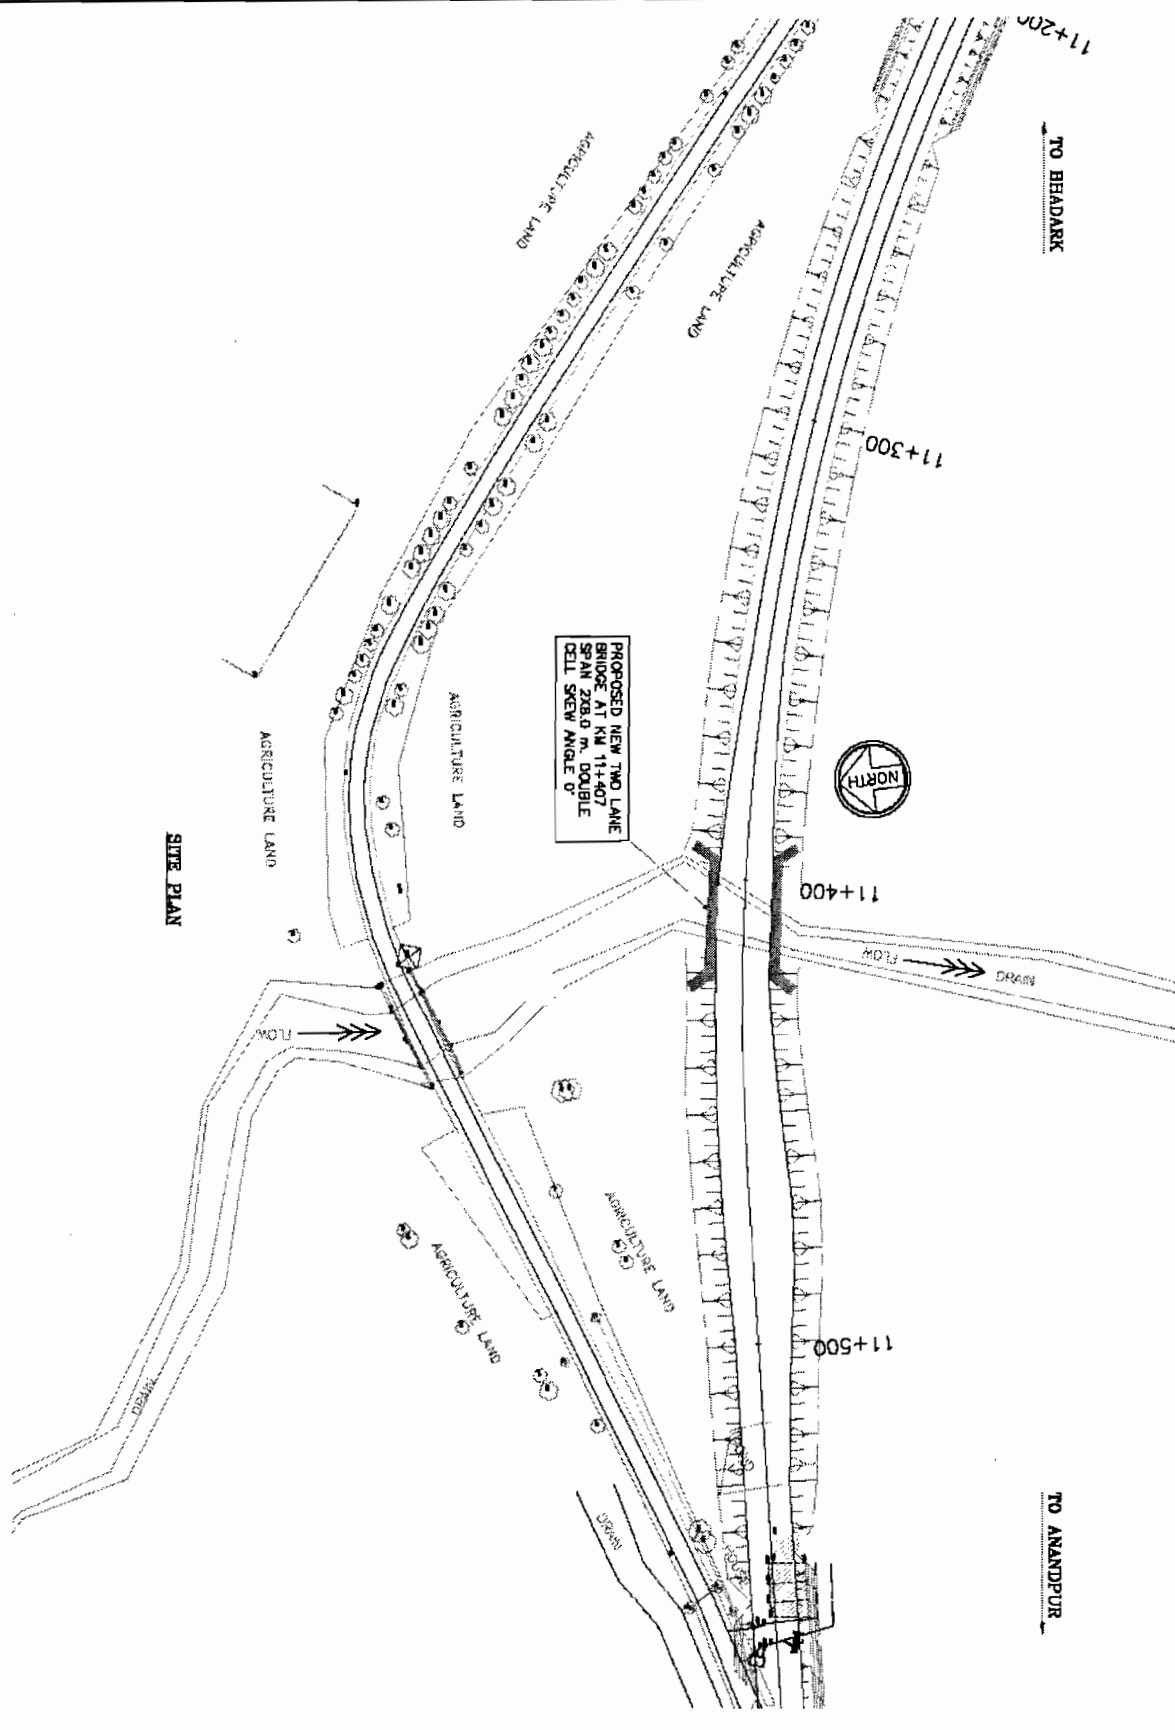 11+200
TO BHADARK
AGRICULTURE LAND
AGRICULTURE LAND
11+300
PROPOSED NEW TWO LANE
BRIDGE AT KM 11+407
SPAN 2X8.0 m. DOUBLE
CELL SKEW ANGLE 0°
NORTH
AGRICULTURE LAND
AGRICULTURE LAND
SITE PLAN
11+400
FLOW
DRAIN
FLOW
AGRICULTURE LAND
AGRICULTURE LAND
11+500
DRAIN
DRAIN
TO ANANDPUR